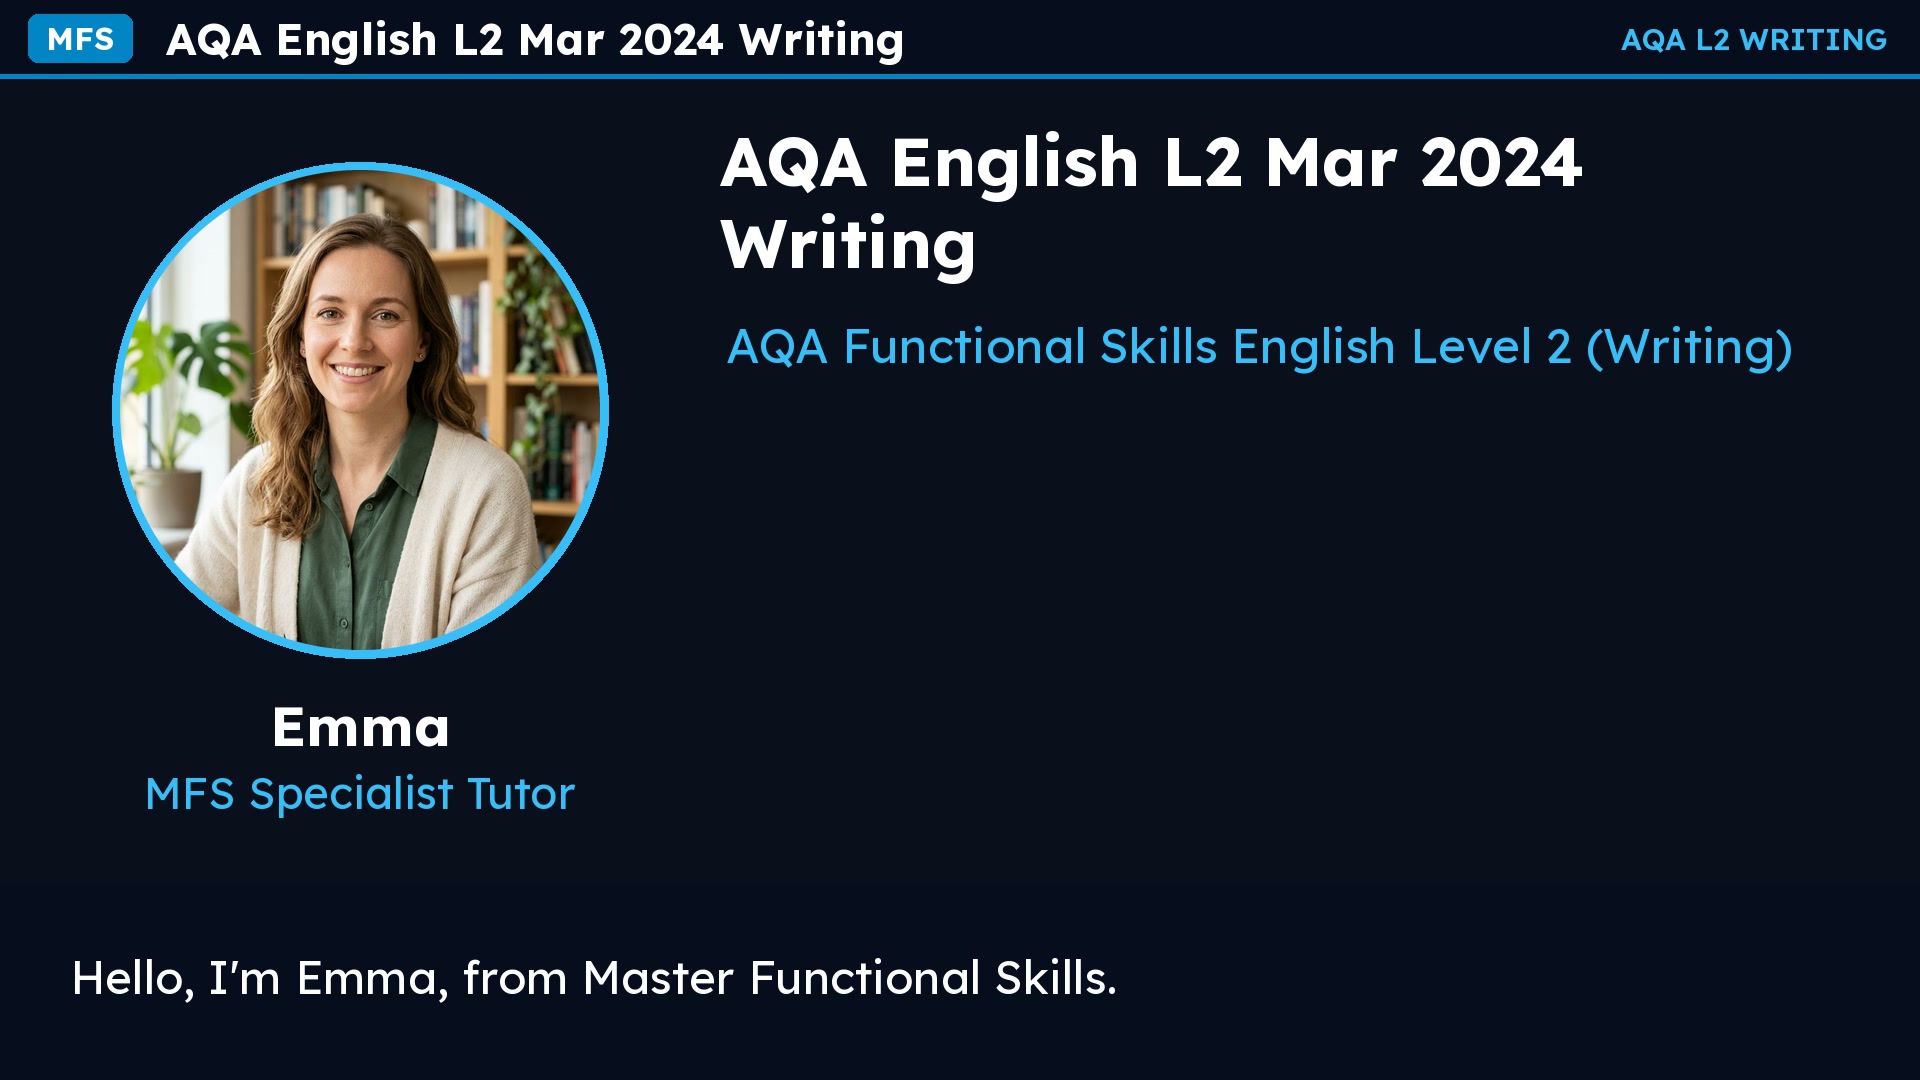 MFS
AQA English L2 Mar 2024 Writing
AQA L2 WRITING
AQA English L2 Mar 2024
Writing
AQA Functional Skills English Level 2 (Writing)
Emma
MFS Specialist Tutor
Hello, I'm Emma, from Master Functional Skills.